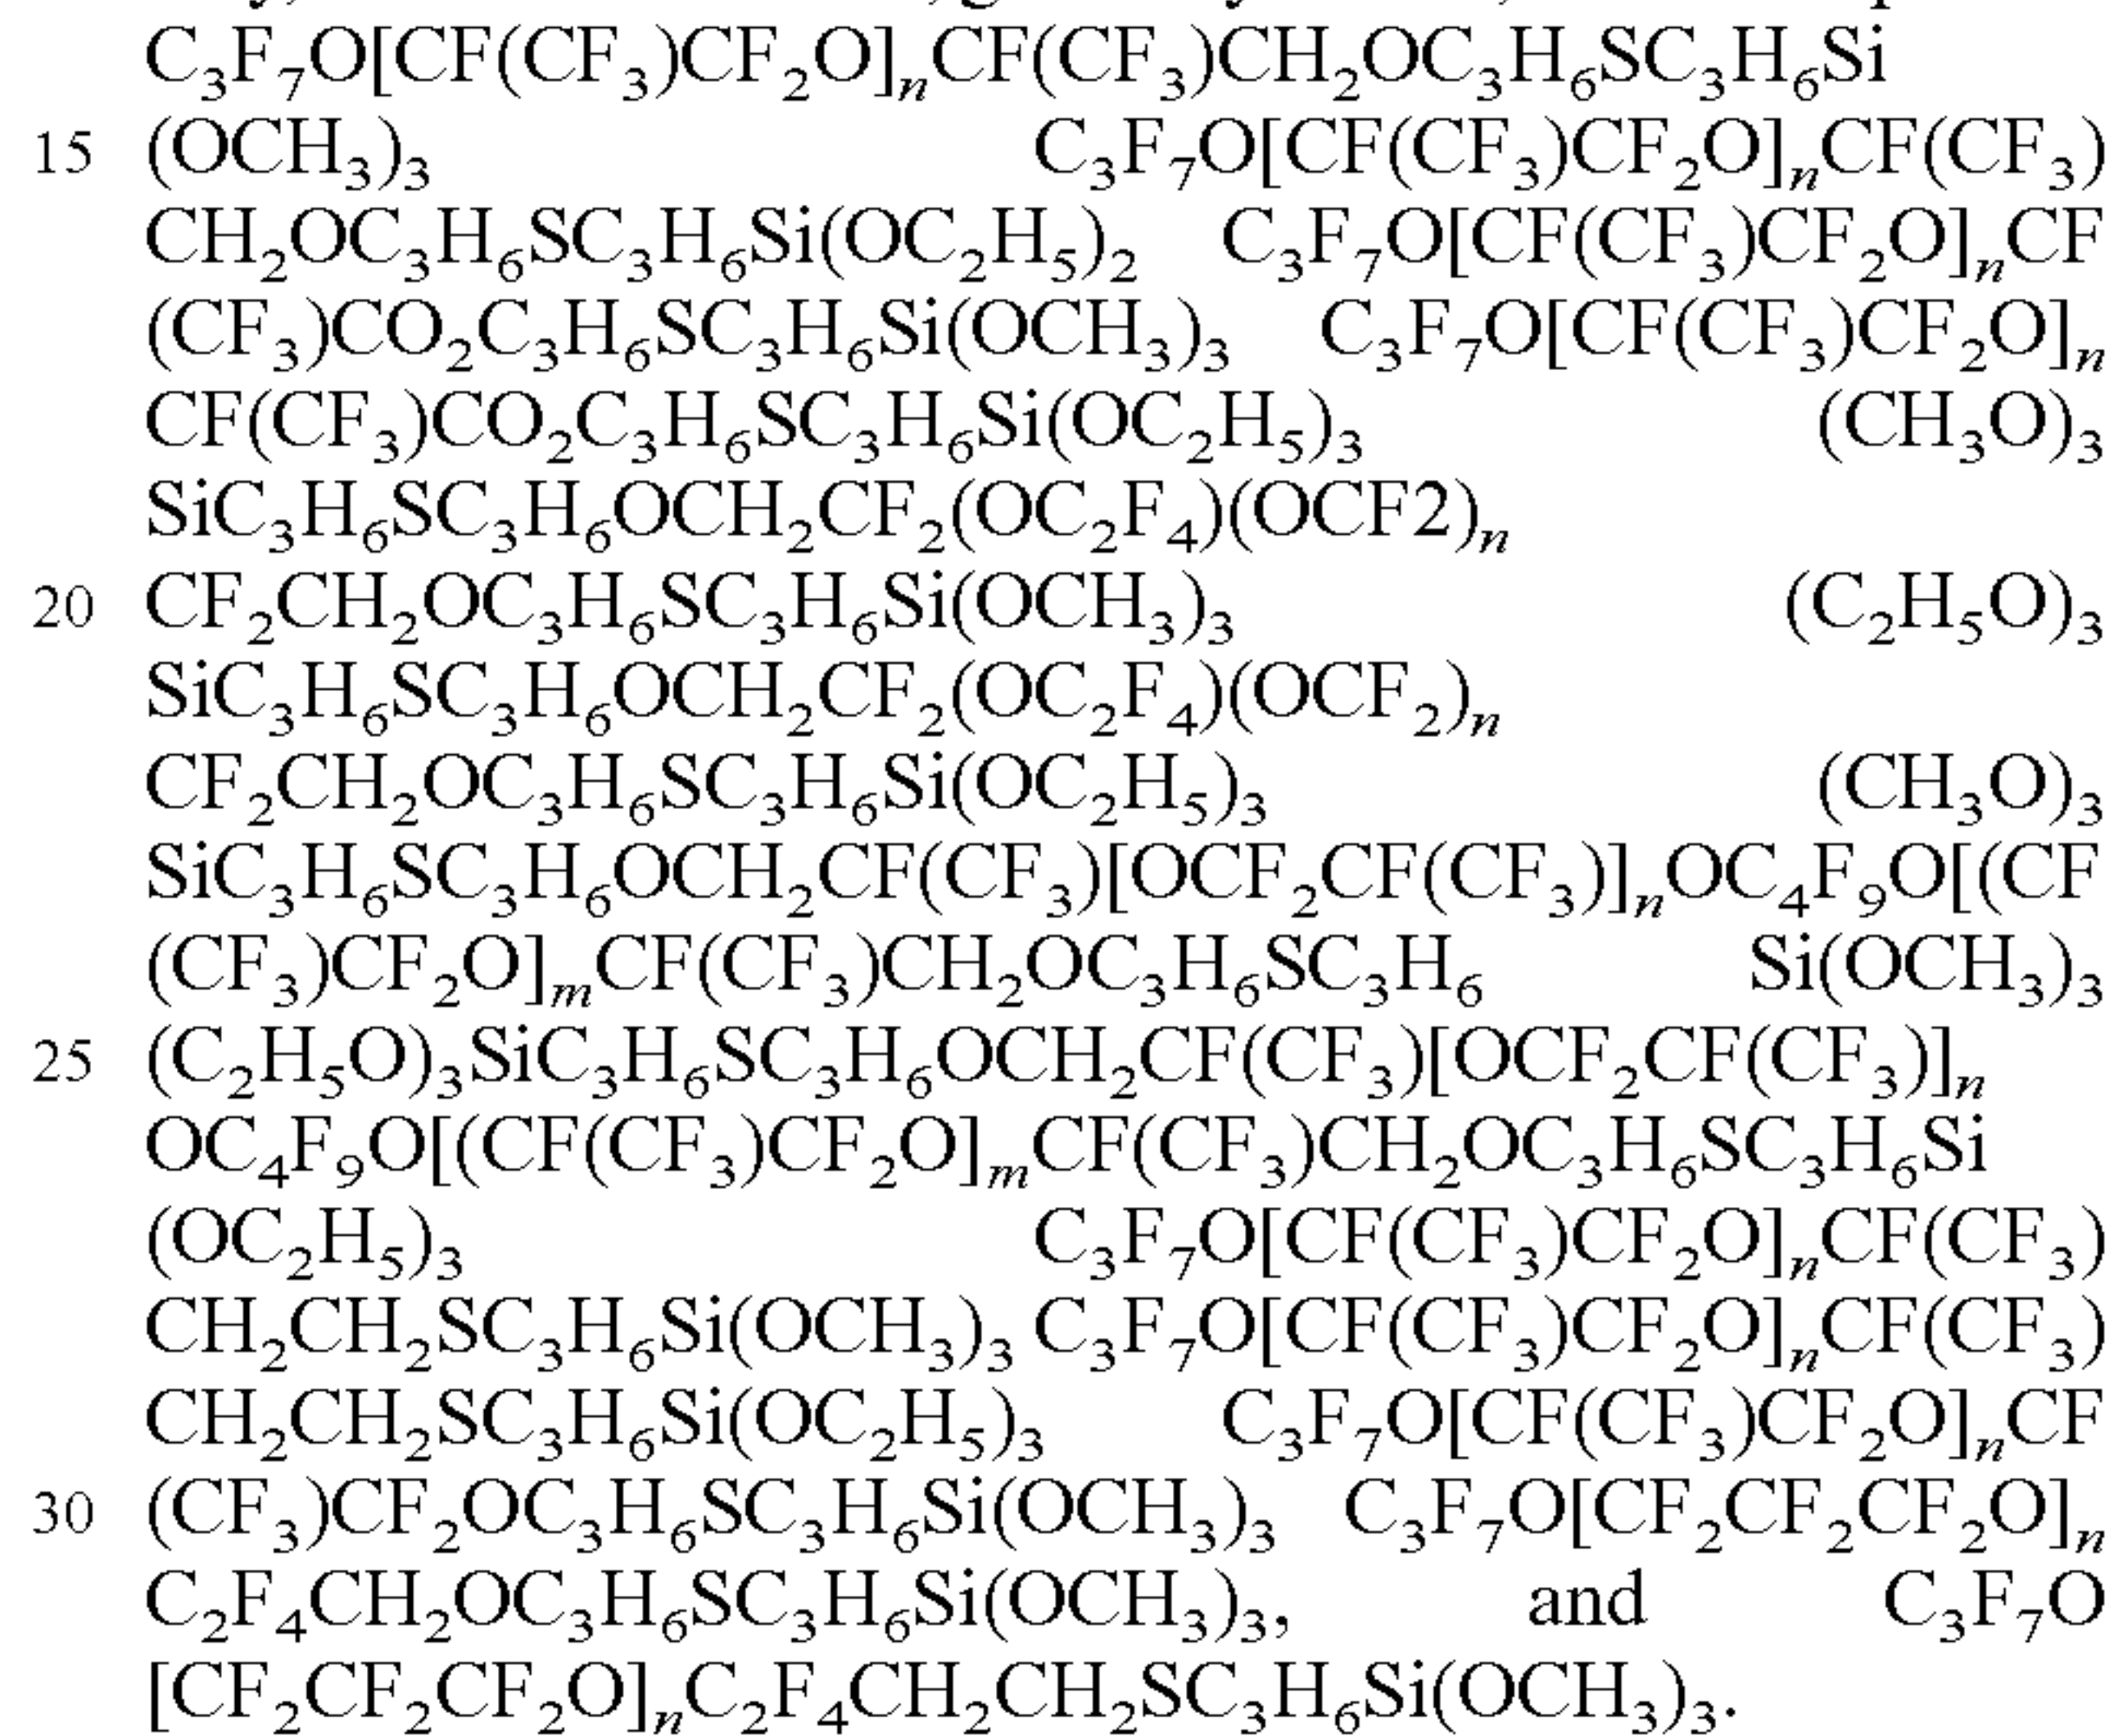 C₃F₇O[CF(CF₃)CF₂O]ₙCF(CF₃)CH₂OC₃H₆SC₃H₆Si
15 (OCH₃)₃ C₃F₇O[CF(CF₃)CF₂O]ₙCF(CF₃)
CH₂OC₃H₆SC₃H₆Si(OC₂H₅)₂ C₃F₇O[CF(CF₃)CF₂O]ₙCF
(CF₃)CO₂C₃H₆SC₃H₆Si(OCH₃)₃ C₃F₇O[CF(CF₃)CF₂O]ₙ
CF(CF₃)CO₂C₃H₆SC₃H₆Si(OC₂H₅)₃ (CH₃O)₃
SiC₃H₆SC₃H₆OCH₂CF₂(OC₂F₄)(OCF2)ₙ
20 CF₂CH₂OC₃H₆SC₃H₆Si(OCH₃)₃ (C₂H₅O)₃
SiC₃H₆SC₃H₆OCH₂CF₂(OC₂F₄)(OCF₂)ₙ
CF₂CH₂OC₃H₆SC₃H₆Si(OC₂H₅)₃ (CH₃O)₃
SiC₃H₆SC₃H₆OCH₂CF(CF₃)[OCF₂CF(CF₃)]ₙOC₄F₉O[(CF
(CF₃)CF₂O]ₘCF(CF₃)CH₂OC₃H₆SC₃H₆ Si(OCH₃)₃
25 (C₂H₅O)₃SiC₃H₆SC₃H₆OCH₂CF(CF₃)[OCF₂CF(CF₃)]ₙ
OC₄F₉O[(CF(CF₃)CF₂O]ₘCF(CF₃)CH₂OC₃H₆SC₃H₆Si
(OC₂H₅)₃ C₃F₇O[CF(CF₃)CF₂O]ₙCF(CF₃)
CH₂CH₂SC₃H₆Si(OCH₃)₃ C₃F₇O[CF(CF₃)CF₂O]ₙCF(CF₃)
CH₂CH₂SC₃H₆Si(OC₂H₅)₃ C₃F₇O[CF(CF₃)CF₂O]ₙCF
30 (CF₃)CF₂OC₃H₆SC₃H₆Si(OCH₃)₃ C₃F₇O[CF₂CF₂CF₂O]ₙ
C₂F₄CH₂OC₃H₆SC₃H₆Si(OCH₃)₃, and C₃F₇O
[CF₂CF₂CF₂O]ₙC₂F₄CH₂CH₂SC₃H₆Si(OCH₃)₃.